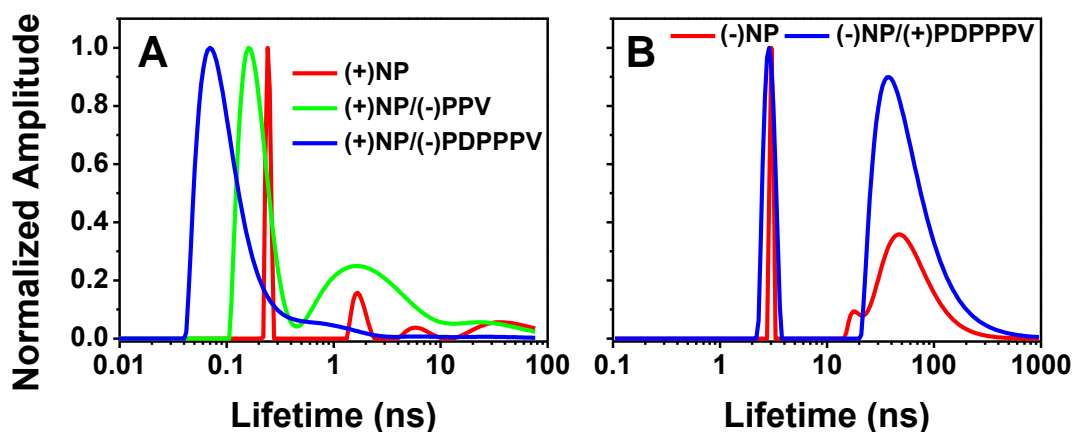 A
(+)NP
(+)NP/(-)PPV
(+)NP/(-)PDPPPV
Normalized Amplitude
1.0
0.8
0.6
0.4
0.2
0.0
0.01 0.1 1 10 100
Lifetime (ns)
B
(-)NP (-)NP/(+)PDPPPV
0.1 1 10 100 1000
Lifetime (ns)